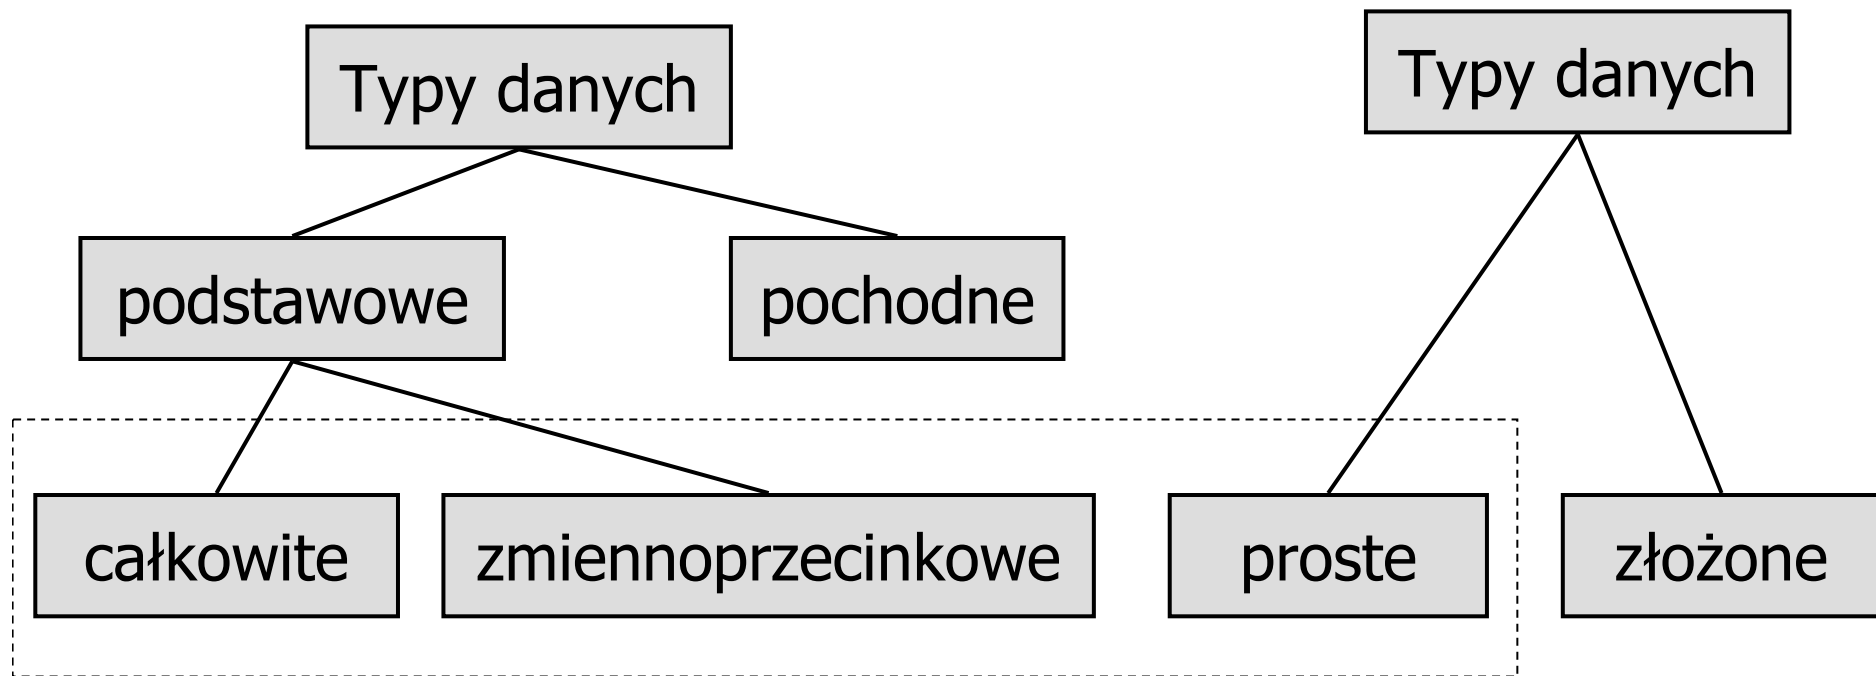 Typy danych
Typy danych
podstawowe
pochodne
całkowite
zmiennoprzecinkowe
proste
złożone